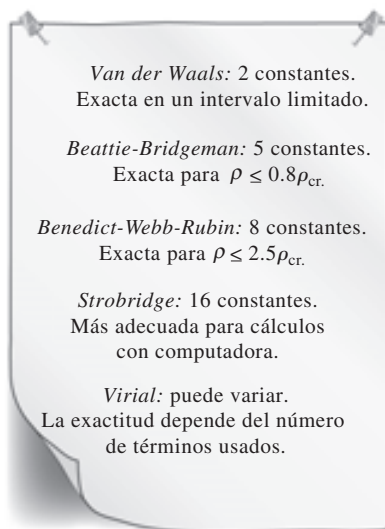 Van der Waals: 2 constantes.
Exacta en un intervalo limitado.
Beattie-Bridgeman: 5 constantes.
Exacta para ρ ≤ 0.8ρcr.
Benedict-Webb-Rubin: 8 constantes.
Exacta para ρ ≤ 2.5ρcr.
Strobridge: 16 constantes.
Más adecuada para cálculos
con computadora.
Virial: puede variar.
La exactitud depende del número
de términos usados.